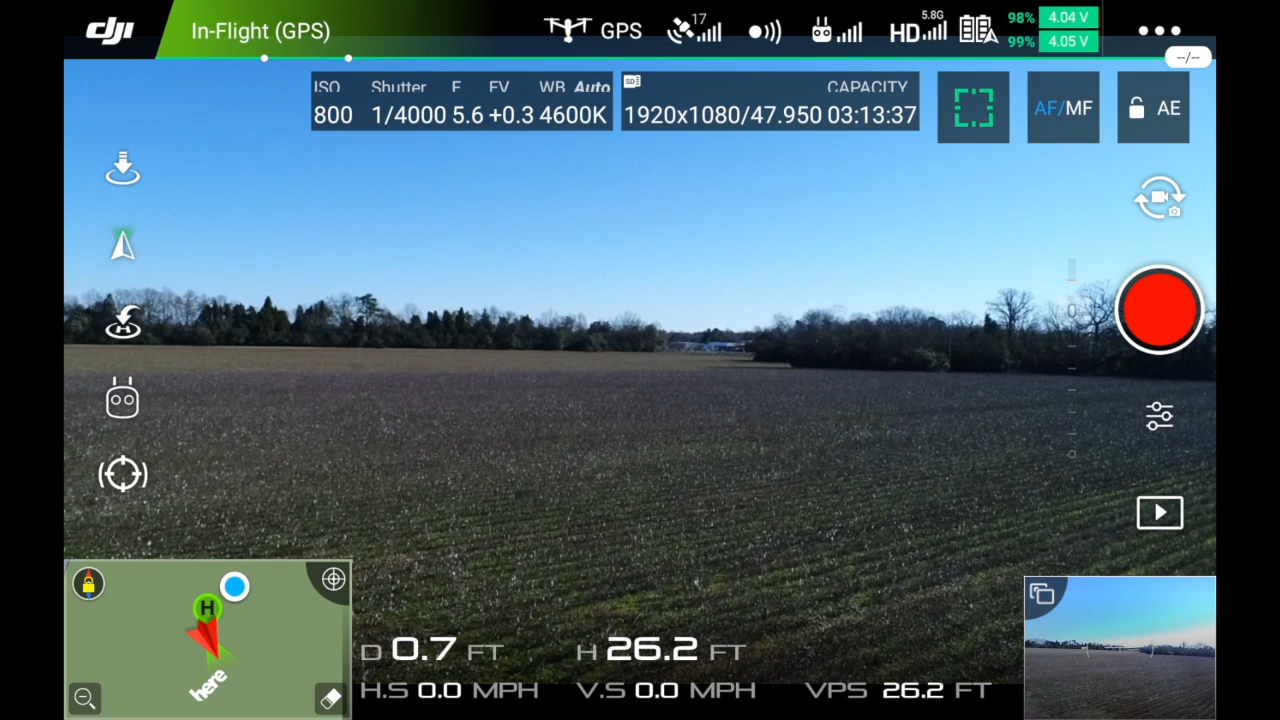 dji In-Flight (GPS) GPS 17 HD 5.8G 98% 4.04 V
99% 4.05 V
--/--
ISO Shutter F EV WB Auto SD CAPACITY
800 1/4000 5.6 +0.3 4600K 1920x1080/47.950 03:13:37 AF/MF AE
0
H
H
here
D 0.7 FT H 26.2 FT
H.S 0.0 MPH V.S 0.0 MPH VPS 26.2 FT